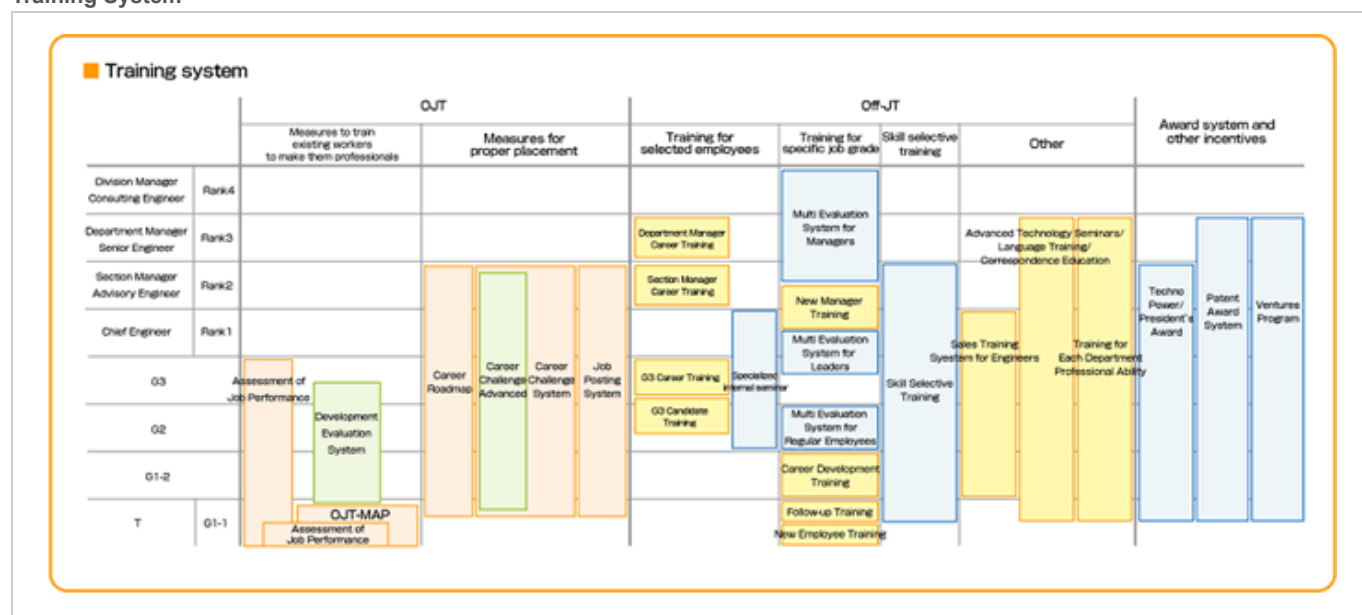 Training System
Training system
OJT
Off-JT
Award system and
other incentives
Measures to train
existing workers
to make them professionals
Measures for
proper placement
Training for
selected employees
Training for
specific job grade
Skill selective
training
Other
Division Manager
Consulting Engineer
Rank4
Department Manager
Senior Engineer
Rank3
Section Manager
Advisory Engineer
Rank2
Chief Engineer
Rank1
G3
G2
G1-2
T
G1-1
Assessment of
Job Performance
Development
Evaluation
System
OJT-MAP
Assessment of
Job Performance
Career
Roadmap
Career
Challenge
Advanced
Career
Challenge
System
Job
Posting
System
Department Manager
Career Training
Section Manager
Career Training
G3 Career Training
G3 Candidate
Training
Specialized
internal seminar
Multi Evaluation
System for
Managers
New Manager
Training
Multi Evaluation
System for
Leaders
Multi Evaluation
System for
Regular Employees
Career Development
Training
Follow-up Training
New Employee Training
Skill Selective
Training
Advanced Technology Seminars/
Language Training/
Correspondence Education
Sales Training
Syestem for Engineers
Training for
Each Department
Professional Ability
Techno
Power/
President's
Award
Patent
Award
System
Ventures
Program